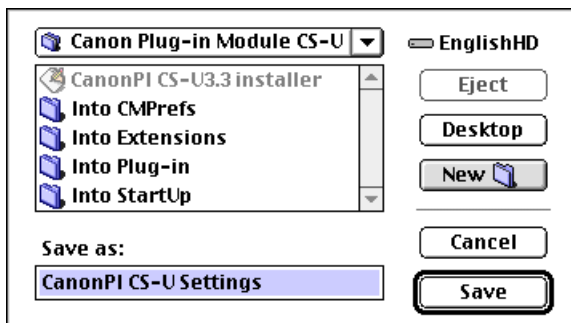 Canon Plug-in Module CS-U
EnglishHD
CanonPI CS-U3.3 installer
Into CMPrefs
Into Extensions
Into Plug-in
Into StartUp
Eject
Desktop
New
Save as:
CanonPI CS-U Settings
Cancel
Save